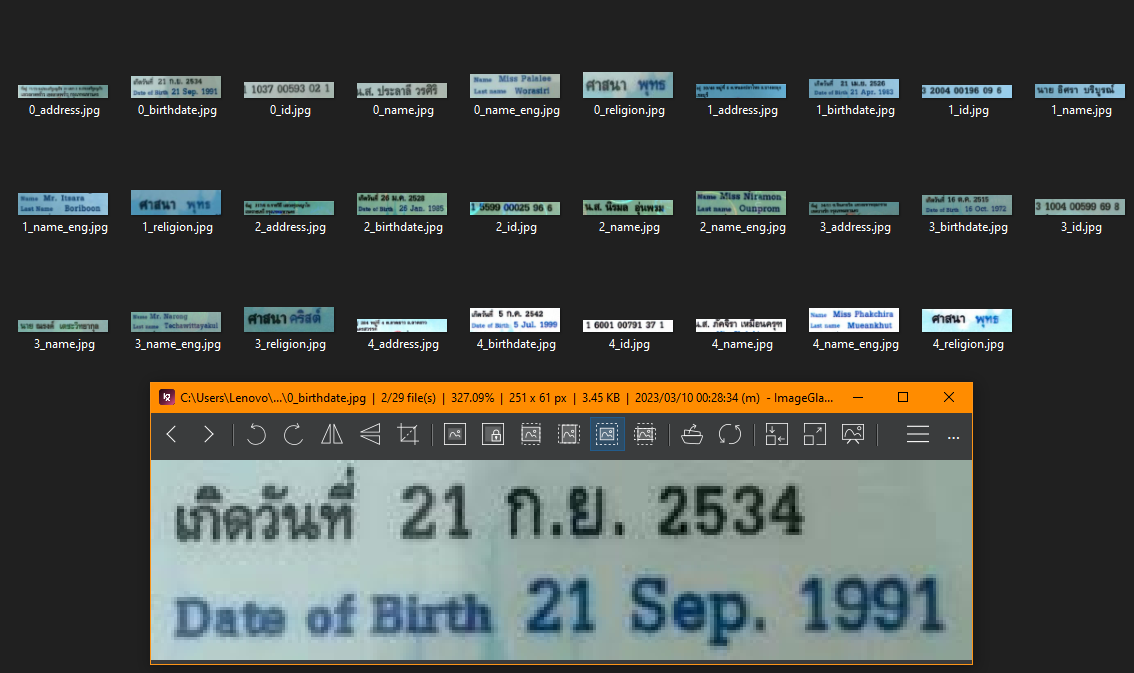 เกิดวันที่ 21 ก.ย. 2534
Date of Birth 21 Sep. 1991
1 1037 00593 02 1
น.ส. ประลาลี วรศิริ
Name Miss Paislee
Last name Worasiri
ศาสนา พุทธ
เกิดวันที่ 21 เม.ย. 2526
Date of Birth 21 Apr. 1983
3 2004 00196 09 6
นาย อิศรา บริบูรณ์
0_address.jpg 0_birthdate.jpg 0_id.jpg 0_name.jpg 0_name_eng.jpg 0_religion.jpg 1_address.jpg 1_birthdate.jpg 1_id.jpg 1_name.jpg
Name Mr. Itsara
Last Name Boriboon
ศาสนา พุทธ
เกิดวันที่ 26 ม.ค. 2528
Date of Birth 26 Jan. 1985
1 5599 00025 96 6
น.ส. นิรมล อุ่นพรม
Name Miss Niramon
Last name Ounprom
เกิดวันที่ 16 ต.ค. 2515
Date of Birth 16 Oct. 1972
3 1004 00599 69 8
1_name_eng.jpg 1_religion.jpg 2_address.jpg 2_birthdate.jpg 2_id.jpg 2_name.jpg 2_name_eng.jpg 3_address.jpg 3_birthdate.jpg 3_id.jpg
นาย ณรงค์ เตชะวิทยากุล
Name Mr. Narong
Last name Techawittayakul
ศาสนา คริสต์
เกิดวันที่ 5 ก.ค. 2542
Date of Birth 5 Jul. 1999
1 6001 00791 37 1
น.ส. ภัคจิรา เหมือนครุฑ
Name Miss Phakchira
Last name Mueankhut
ศาสนา พุทธ
3_name.jpg 3_name_eng.jpg 3_religion.jpg 4_address.jpg 4_birthdate.jpg 4_id.jpg 4_name.jpg 4_name_eng.jpg 4_religion.jpg
C:\Users\Lenovo\...\0_birthdate.jpg | 2/29 file(s) | 327.09% | 251 x 61 px | 3.45 KB | 2023/03/10 00:28:34 (m) - ImageGla...
เกิดวันที่ 21 ก.ย. 2534
Date of Birth 21 Sep. 1991